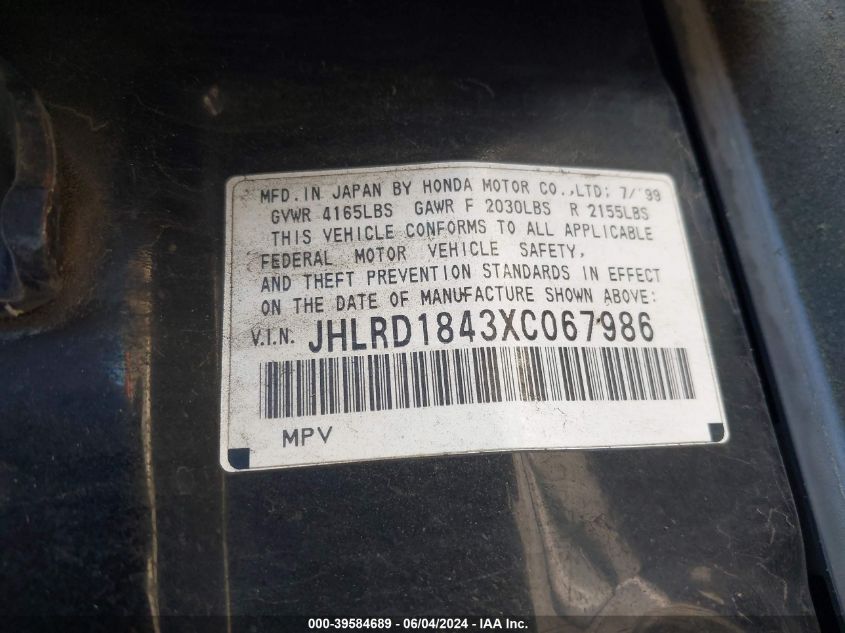 MFD. IN JAPAN BY HONDA MOTOR CO., LTD; 7/'99
GVWR 4165LBS GAWR F 2030LBS R 2155LBS
THIS VEHICLE CONFORMS TO ALL APPLICABLE
FEDERAL MOTOR VEHICLE SAFETY,
AND THEFT PREVENTION STANDARDS IN EFFECT
ON THE DATE OF MANUFACTURE SHOWN ABOVE:
V.I.N. JHLRD1843XC067986
MPV
000-39584689 - 06/04/2024 - IAA Inc.